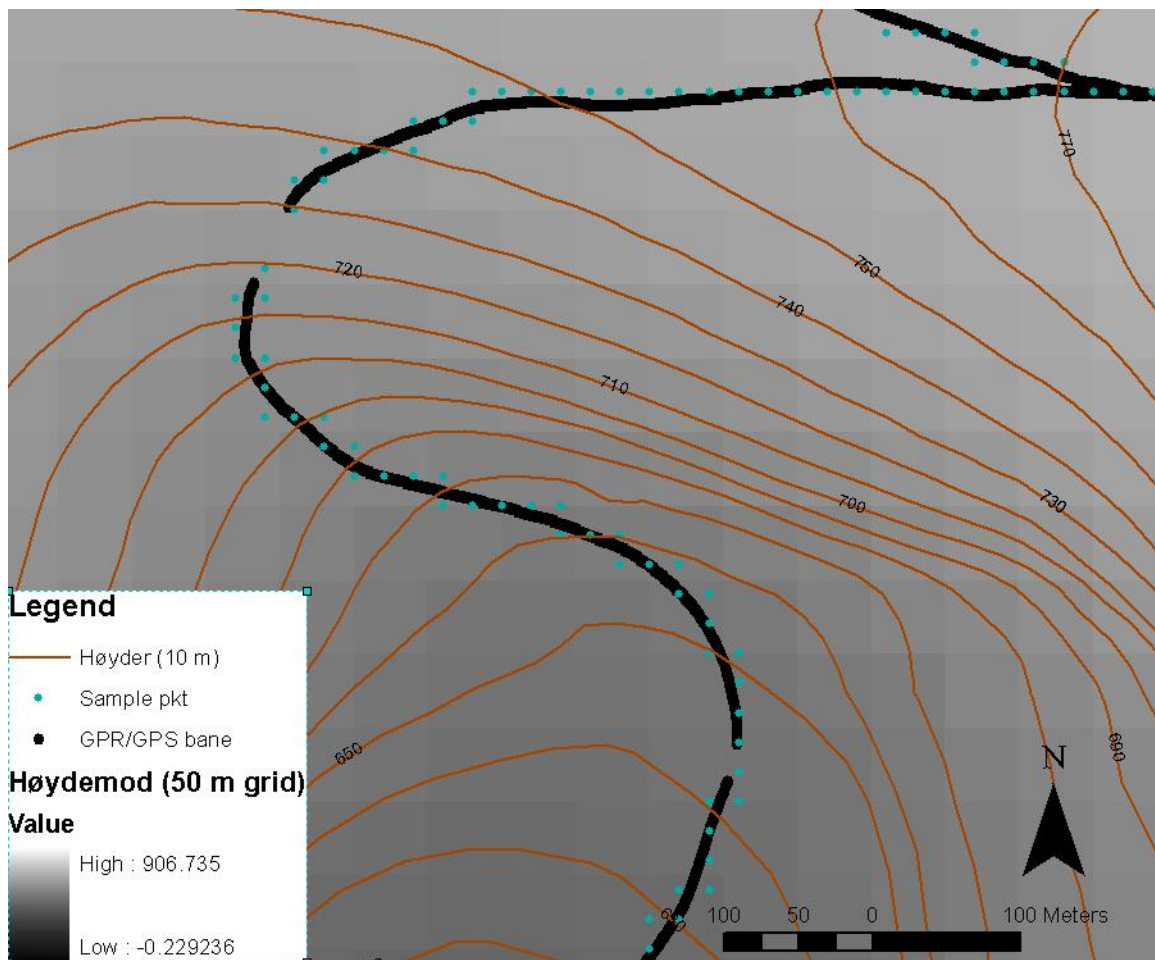 770
760
720
740
710
700
730
Legend
Høyder (10 m)
Sample pkt
GPR/GPS bane
650
690
N
Høydemod (50 m grid)
Value
High : 906.735
100 50 0 100 Meters
Low : -0.229236